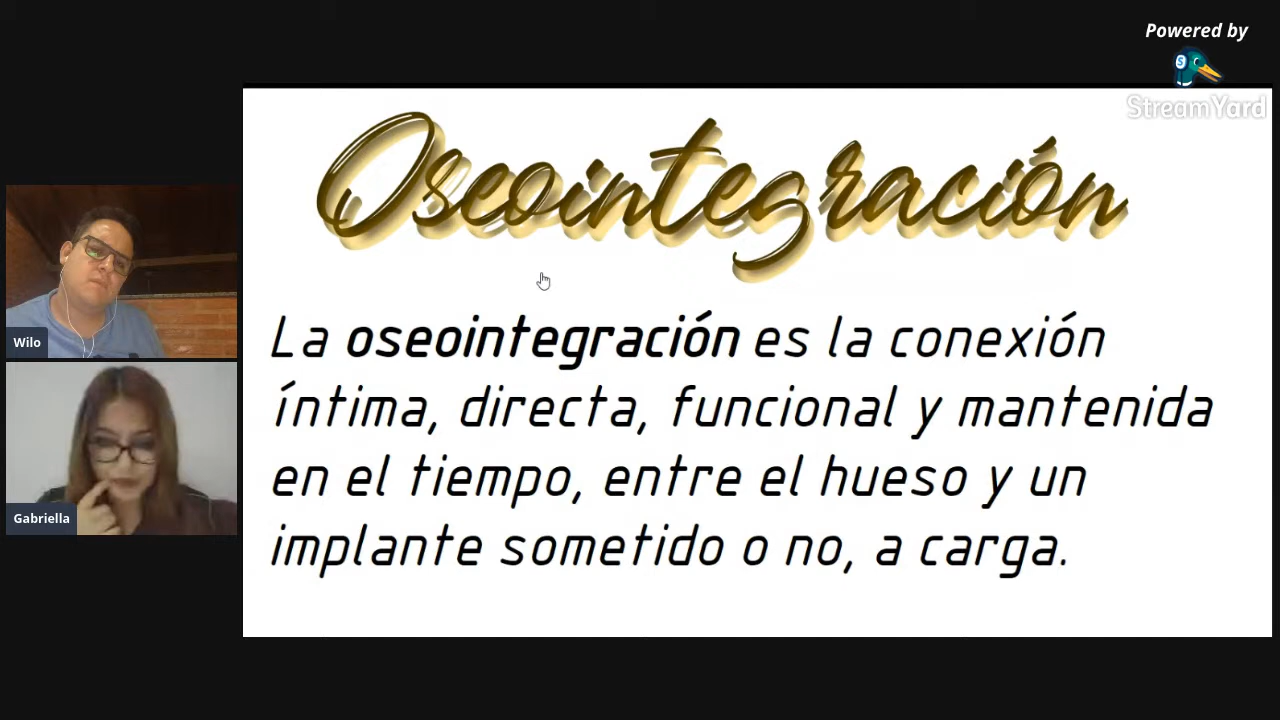 Powered by
StreamYard
Oseointegración
La oseointegración es la conexión
íntima, directa, funcional y mantenida
en el tiempo, entre el hueso y un
implante sometido o no, a carga.
Wilo
Gabriella